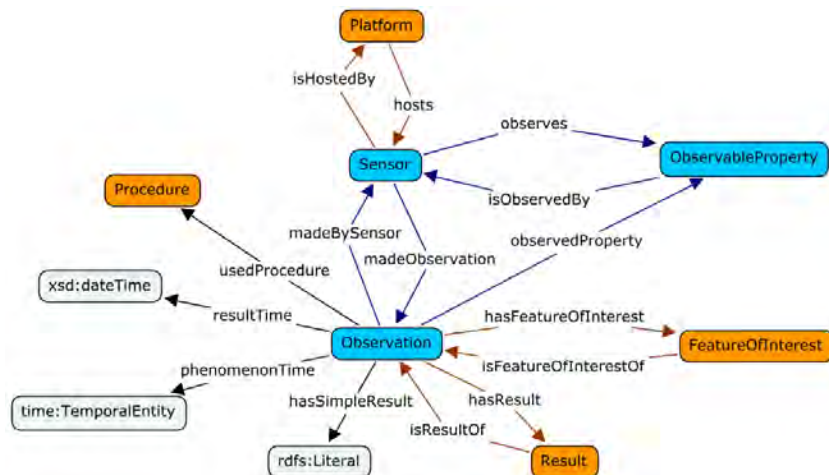 Platform
isHostedBy
hosts
observes
Sensor
ObservableProperty
Procedure
isObservedBy
madeBySensor
observedProperty
madeObservation
usedProcedure
xsd:dateTime
resultTime
hasFeatureOfInterest
Observation
FeatureOfInterest
isFeatureOfInterestOf
phenomenonTime
hasSimpleResult
hasResult
time:TemporalEntity
isResultOf
rdfs:Literal
Result